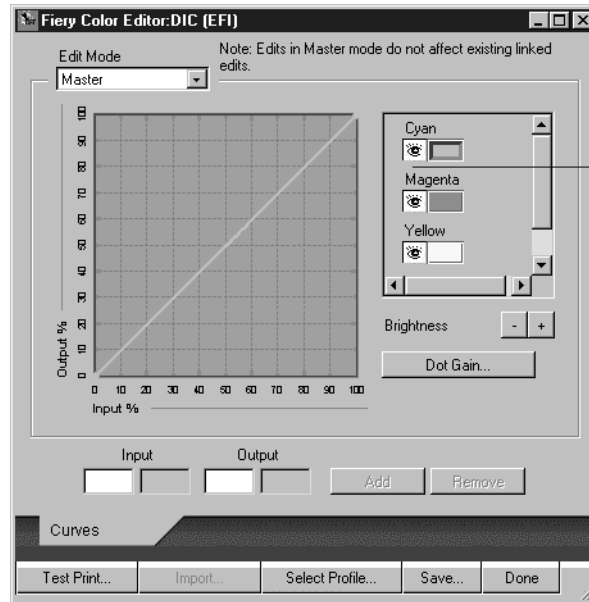 Fiery Color Editor:DIC (EFI)
Edit Mode
Note: Edits in Master mode do not affect existing linked
edits.
Master
Cyan
Magenta
Yellow
Output %
100
90
80
70
60
50
40
30
20
10
0
0 10 20 30 40 50 60 70 80 90 100
Input %
Brightness - +
Dot Gain...
Input Output
Add Remove
Curves
Test Print... Import... Select Profile... Save... Done